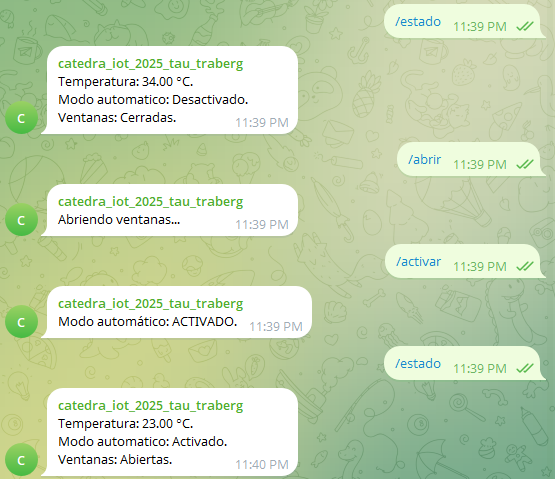 /estado 11:39 PM
catedra_iot_2025_tau_traberg
Temperatura: 34.00 °C.
Modo automatico: Desactivado.
Ventanas: Cerradas.
11:39 PM
C
/abrir 11:39 PM
catedra_iot_2025_tau_traberg
Abriendo ventanas...
11:39 PM
C
/activar 11:39 PM
catedra_iot_2025_tau_traberg
Modo automático: ACTIVADO. 11:39 PM
C
/estado 11:39 PM
catedra_iot_2025_tau_traberg
Temperatura: 23.00 °C.
Modo automatico: Activado.
Ventanas: Abiertas.
11:40 PM
C